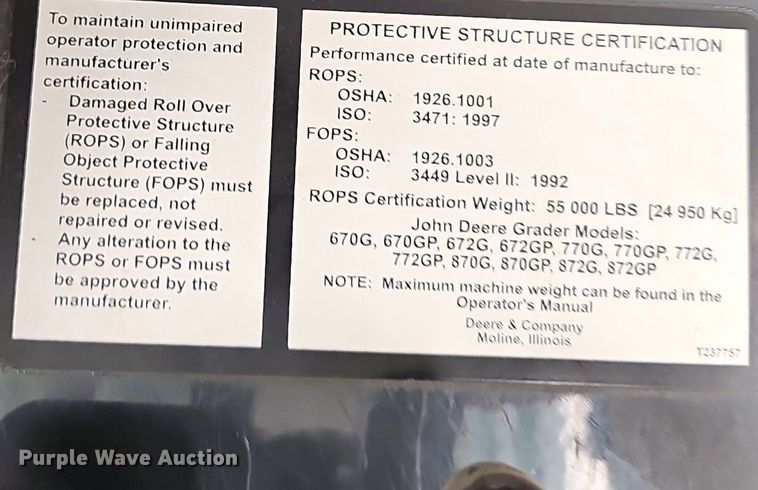 To maintain unimpaired
operator protection and
manufacturer's
certification:
- Damaged Roll Over
Protective Structure
(ROPS) or Falling
Object Protective
Structure (FOPS) must
be replaced, not
repaired or revised.
- Any alteration to the
ROPS or FOPS must
be approved by the
manufacturer.
PROTECTIVE STRUCTURE CERTIFICATION
Performance certified at date of manufacture to:
ROPS:
OSHA: 1926.1001
ISO: 3471: 1997
FOPS:
OSHA: 1926.1003
ISO: 3449 Level II: 1992
ROPS Certification Weight: 55 000 LBS [24 950 Kg]
John Deere Grader Models:
670G, 670GP, 672G, 672GP, 770G, 770GP, 772G,
772GP, 870G, 870GP, 872G, 872GP
NOTE: Maximum machine weight can be found in the
Operator's Manual
Deere & Company
Moline, Illinois
T237757
Purple Wave Auction